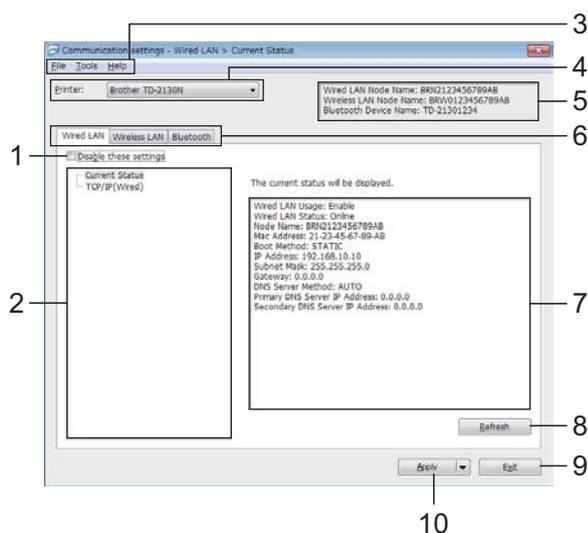 3
Communication settings - Wired LAN > Current Status
File Tools Help
4
Printer: Brother TD-2130N
Wired LAN Node Name: BRN2123456789AB
Wireless LAN Node Name: BRW0123456789AB
Bluetooth Device Name: TD-21301234
5
6
Wired LAN Wireless LAN Bluetooth
1
Disable these settings
Current Status
TCP/IP(Wired)
2
The current status will be displayed.
Wired LAN Usage: Enable
Wired LAN Status: Online
Node Name: BRN2123456789AB
Mac Address: 21-23-45-67-89-AB
Boot Method: STATIC
IP Address: 192.168.10.10
Subnet Mask: 255.255.255.0
Gateway: 0.0.0.0
DNS Server Method: AUTO
Primary DNS Server IP Address: 0.0.0.0
Secondary DNS Server IP Address: 0.0.0.0
7
Refresh
8
Apply
Exit
9
10